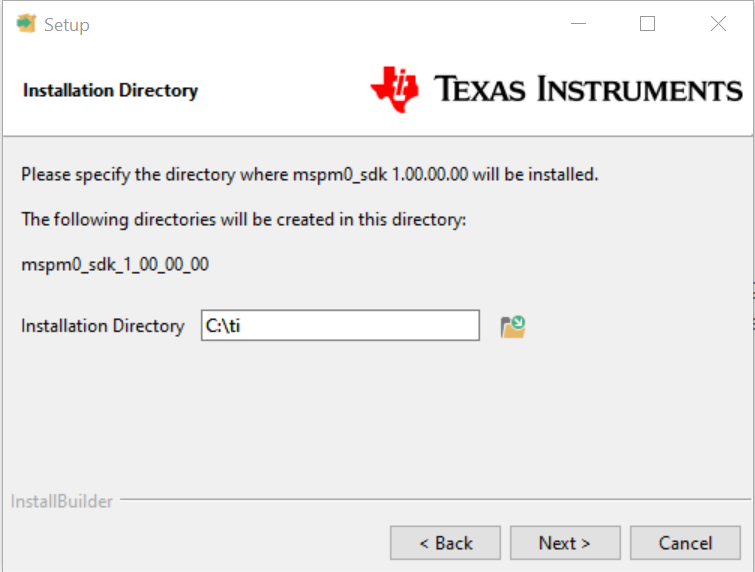 Setup
Installation Directory
TEXAS INSTRUMENTS
Please specify the directory where mspm0_sdk 1.00.00.00 will be installed.
The following directories will be created in this directory:
mspm0_sdk_1_00_00_00
Installation Directory C:\ti
InstallBuilder
< Back Next > Cancel